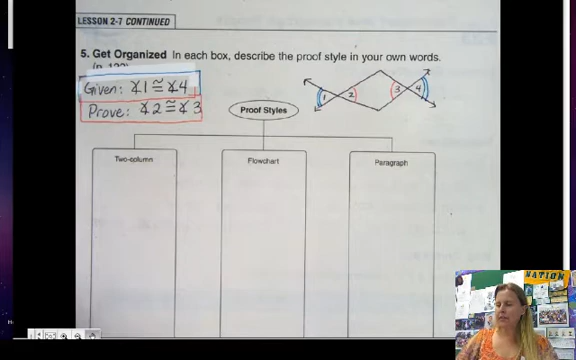 LESSON 2-7 CONTINUED
5. Get Organized In each box, describe the proof style in your own words.
Given: ∡1 ≅ ∡4
Prove: ∡2 ≅ ∡3
1 2 3 4
Proof Styles
Two-column Flowchart Paragraph
NATION